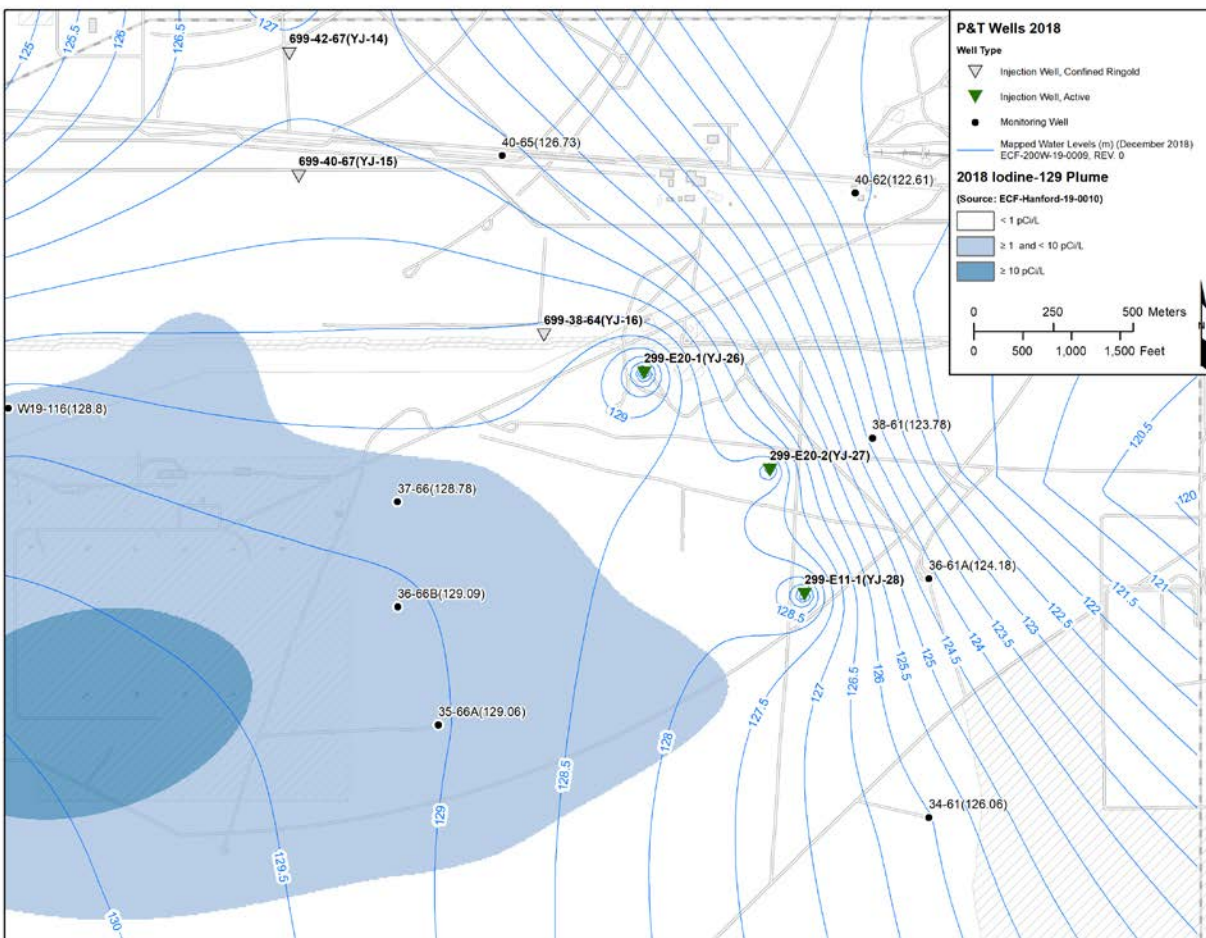 P&T Wells 2018
Well Type
Injection Well, Confined Ringold
Injection Well, Active
Monitoring Well
Mapped Water Levels (m) (December 2018)
ECF-200W-19-0009, REV. 0
2018 Iodine-129 Plume
(Source: ECF-Hanford-19-0010)
< 1 pCi/L
≥ 1 and < 10 pCi/L
≥ 10 pCi/L
0 250 500 Meters
0 500 1,000 1,500 Feet
N
125
125.5
126
126.5
127
699-42-67(YJ-14)
40-65(126.73)
699-40-67(YJ-15)
40-62(122.61)
699-38-64(YJ-16)
299-E20-1(YJ-26)
129
W19-116(128.8)
38-61(123.78)
120.5
299-E20-2(YJ-27)
37-66(128.78)
120
36-61A(124.18)
299-E11-1(YJ-28)
128.5
36-66B(129.09)
121
121.5
122
122.5
123
123.5
124
124.5
125
125.5
126
126.5
127
127.5
128
128.5
35-66A(129.06)
34-61(126.06)
129
129.5
130